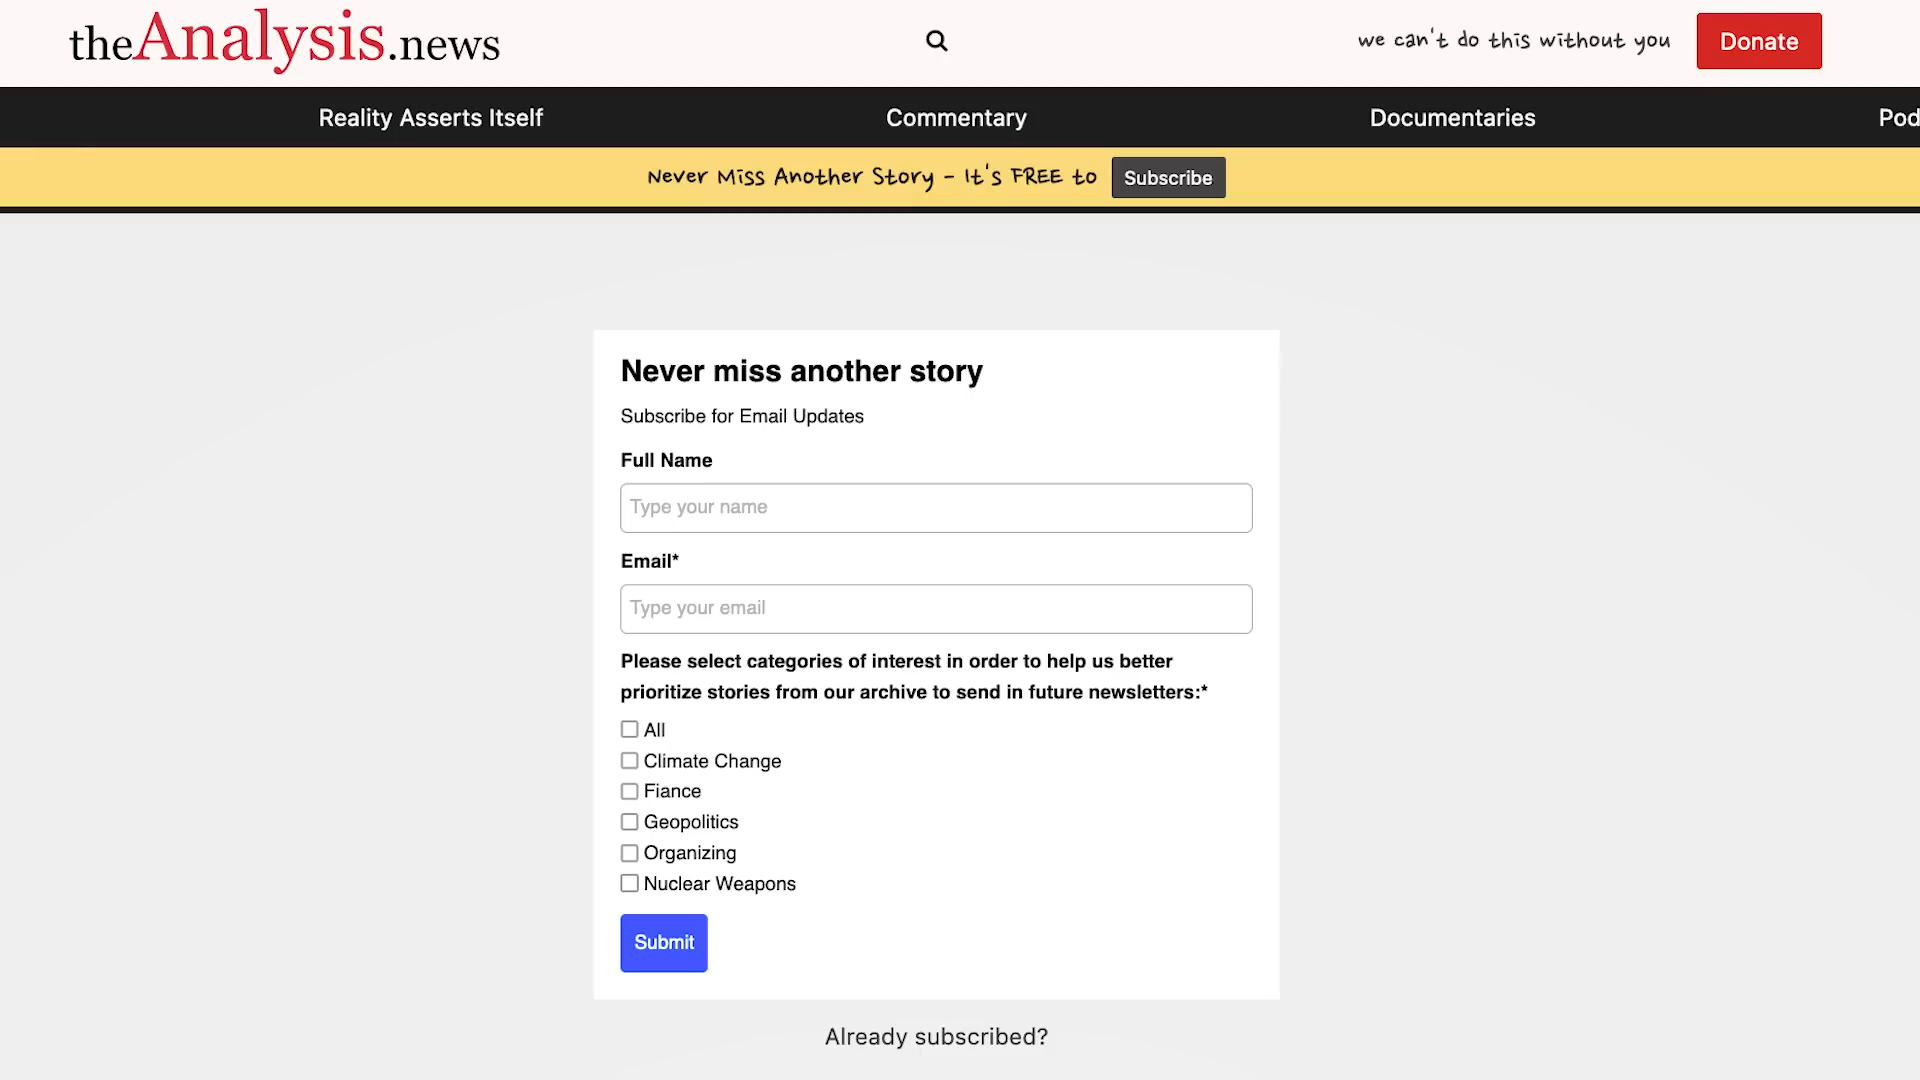 theAnalysis.news
we can't do this without you
Donate
Reality Asserts Itself
Commentary
Documentaries
Pod
Never Miss Another Story - It's FREE to
Subscribe
Never miss another story
Subscribe for Email Updates
Full Name
Type your name
Email*
Type your email
Please select categories of interest in order to help us better
prioritize stories from our archive to send in future newsletters:*
All
Climate Change
Fiance
Geopolitics
Organizing
Nuclear Weapons
Submit
Already subscribed?